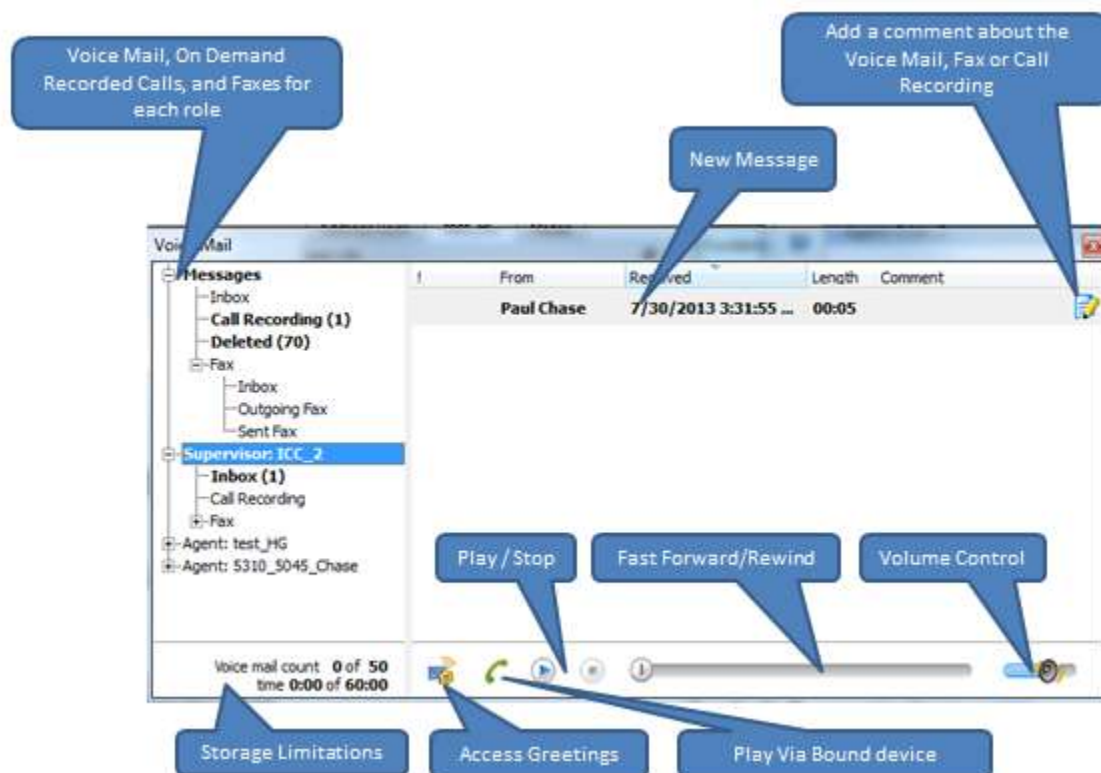 Voice Mail, On Demand
Recorded Calls, and Faxes for
each role
Add a comment about the
Voice Mail, Fax or Call
Recording
New Message
Mail
Messages
Inbox
Call Recording (1)
Deleted (70)
Fax
Inbox
Outgoing Fax
Sent Fax
Supervisor: ICC_2
Inbox (1)
Call Recording
Fax
Agent: test_HG
Agent: 5310_5045_Chase
! From Length Comment
Paul Chase 7/30/2013 3:31:55 ... 00:05
Play / Stop
Fast Forward/Rewind
Volume Control
Voice mail count 0 of 50
time 0:00 of 60:00
Storage Limitations
Access Greetings
Play Via Bound device